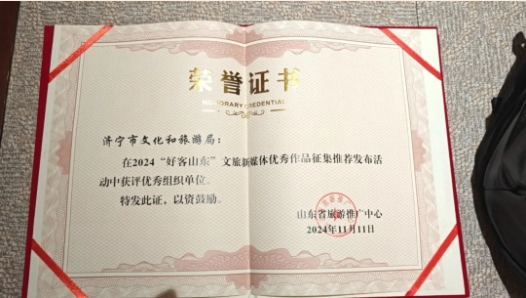 荣誉证书
HONORARY CREDENTIAL
济宁市文化和旅游局：
在2024“好客山东”文旅新媒体优秀作品征集推荐发布活
动中获评优秀组织单位。
特发此证，以资鼓励。
山东省旅游推广中心
2024年11月11日